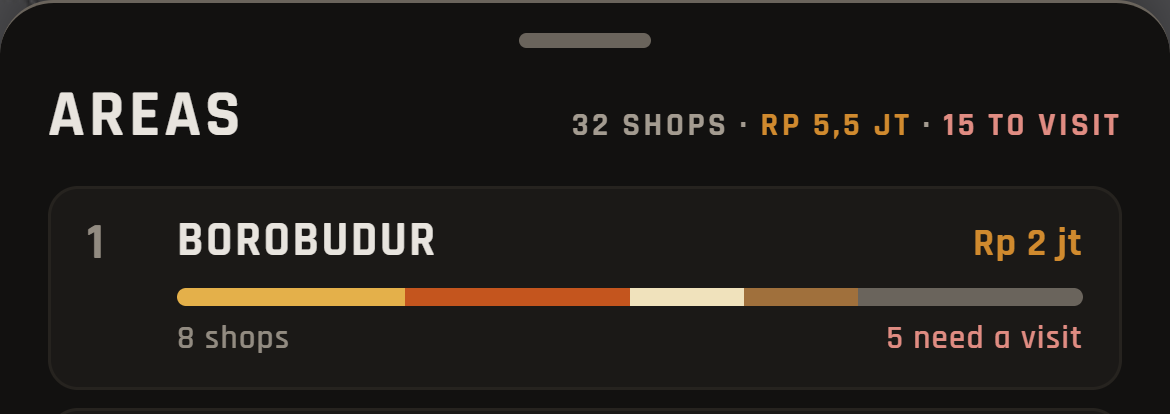 AREAS
32 SHOPS · RP 5,5 JT · 15 TO VISIT
1 BOROBUDUR Rp 2 jt
8 shops 5 need a visit